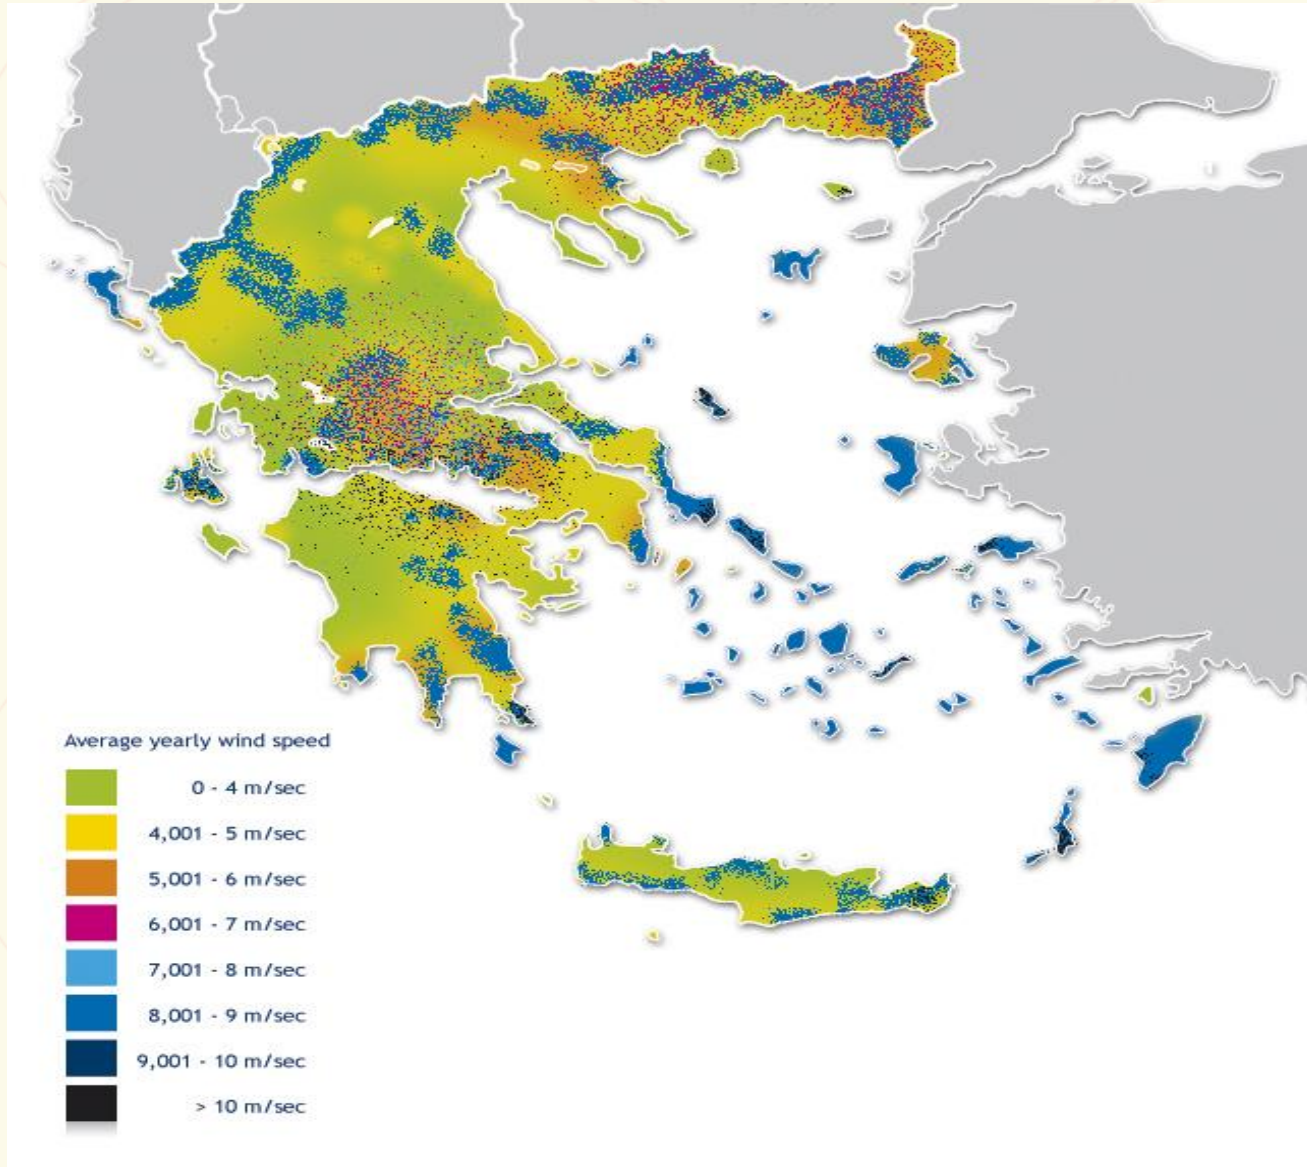 Average yearly wind speed
0 - 4 m/sec
4,001 - 5 m/sec
5,001 - 6 m/sec
6,001 - 7 m/sec
7,001 - 8 m/sec
8,001 - 9 m/sec
9,001 - 10 m/sec
> 10 m/sec